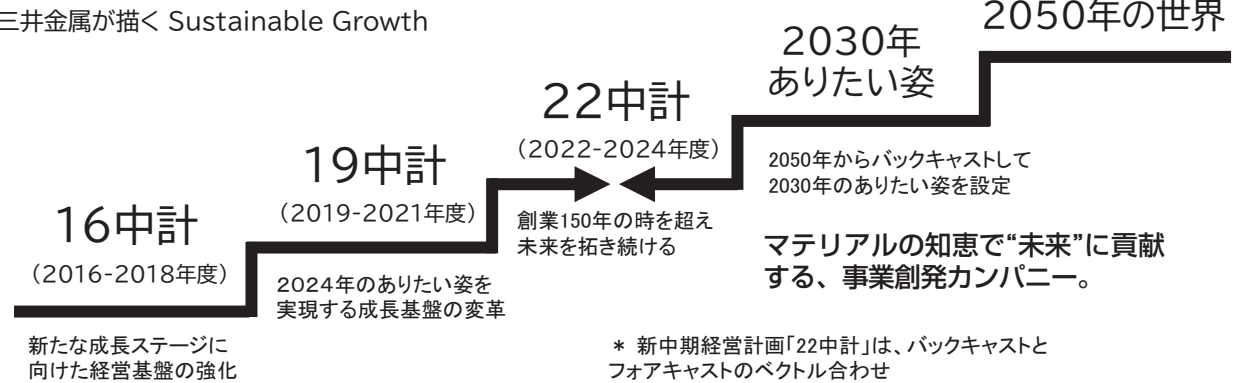 三井金属が描く Sustainable Growth
2050年の世界
2030年
ありたい姿
22中計
(2022-2024年度)
19中計
(2019-2021年度)
16中計
(2016-2018年度)
2050年からバックキャストして
2030年のありたい姿を設定
創業150年の時を超え
未来を拓き続ける
マテリアルの知恵で“未来”に貢献
する、事業創発カンパニー。
2024年のありたい姿を
実現する成長基盤の変革
新たな成長ステージに
向けた経営基盤の強化
* 新中期経営計画「22中計」は、バックキャストと
フォアキャストのベクトル合わせ